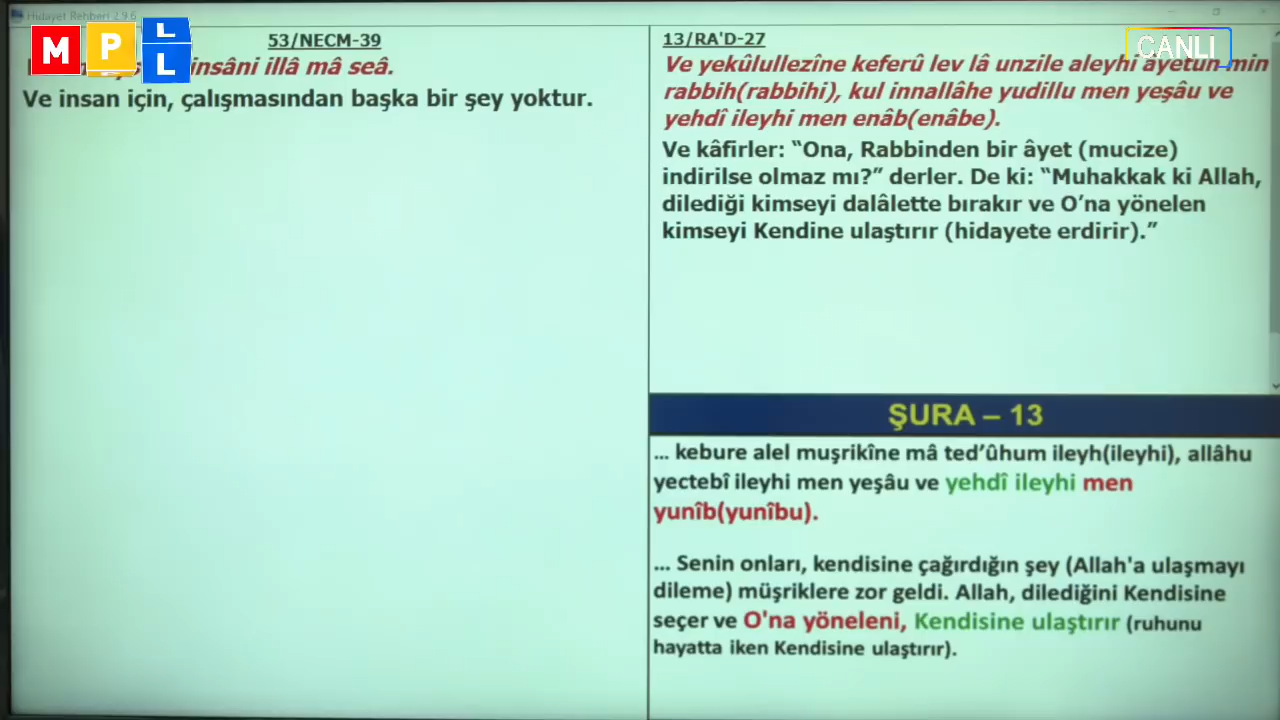 Hidayet Rehberi 2.9.6
M P L L
CANLI
53/NECM-39
insâni illâ mâ seâ.
Ve insan için, çalışmasından başka bir şey yoktur.
13/RA'D-27
Ve yekûlullezîne keferû lev lâ unzile aleyhi âyetun min
rabbih(rabbihi), kul innallâhe yudillu men yeşâu ve
yehdî ileyhi men enâb(enâbe).
Ve kâfirler: “Ona, Rabbinden bir âyet (mucize)
indirilse olmaz mı?” derler. De ki: “Muhakkak ki Allah,
dilediği kimseyi dalâlette bırakır ve O’na yönelen
kimseyi Kendine ulaştırır (hidayete erdirir).”
ŞURA – 13
... kebure alel muşrikîne mâ ted’ûhum ileyh(ileyhi), allâhu
yectebî ileyhi men yeşâu ve yehdî ileyhi men
yunîb(yunîbu).
... Senin onları, kendisine çağırdığın şey (Allah'a ulaşmayı
dileme) müşriklere zor geldi. Allah, dilediğini Kendisine
seçer ve O'na yöneleni, Kendisine ulaştırır (ruhunu
hayatta iken Kendisine ulaştırır).